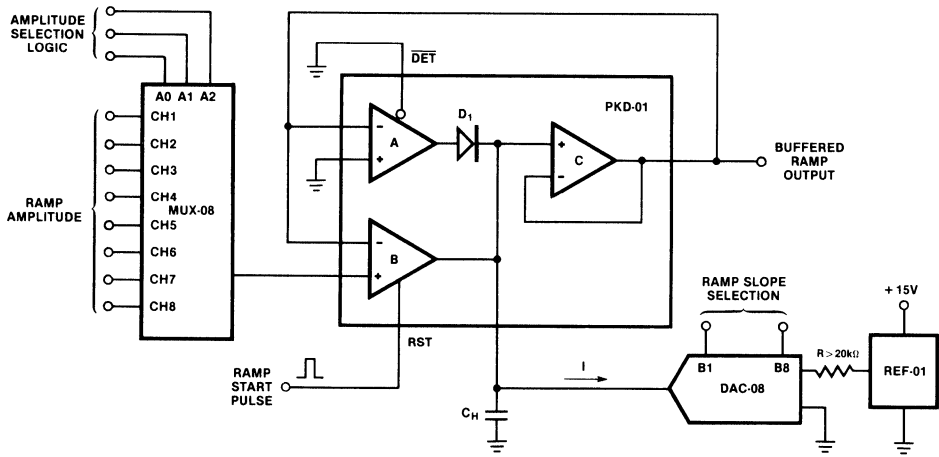 AMPLITUDE
SELECTION
LOGIC
A0 A1 A2
CH1
CH2
CH3
CH4
CH5
CH6
CH7
CH8
MUX-08
RAMP
AMPLITUDE
DET
PKD-01
A
−
+
D1
C
+
−
B
−
+
BUFFERED
RAMP
OUTPUT
RST
RAMP
START
PULSE
I
CH
RAMP SLOPE
SELECTION
B1 B8
DAC-08
R > 20kΩ
+ 15V
REF-01